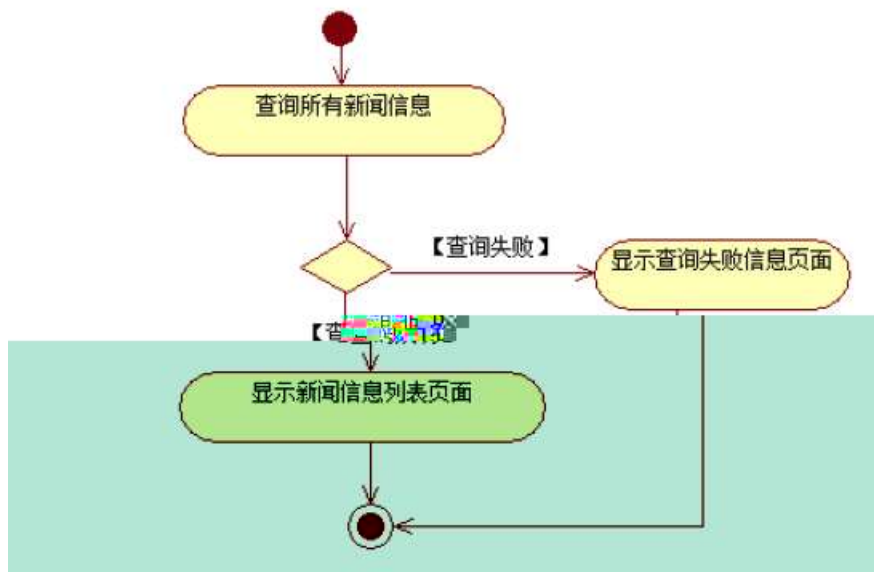 查询所有新闻信息
【查询失败】
显示查询失败信息页面
【查
显示新闻信息列表页面